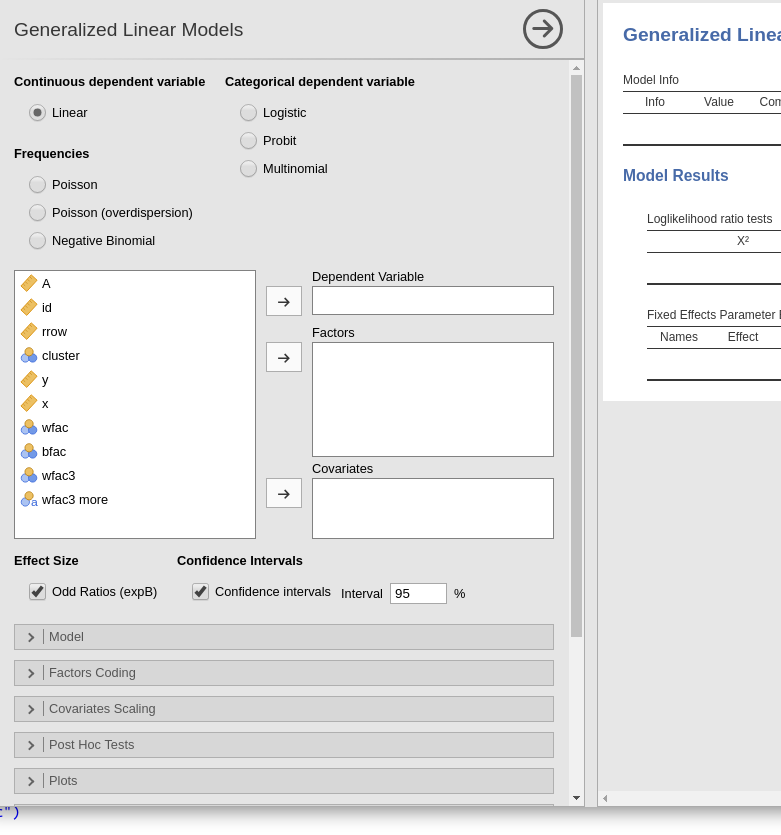 Generalized Linear Models
Continuous dependent variable
Categorical dependent variable
Linear
Logistic
Probit
Multinomial
Frequencies
Poisson
Poisson (overdispersion)
Negative Binomial
A
id
rrow
cluster
y
x
wfac
bfac
wfac3
a wfac3 more
Dependent Variable
Factors
Covariates
Effect Size
Confidence Intervals
Odd Ratios (expB)
Confidence intervals Interval 95 %
Model
Factors Coding
Covariates Scaling
Post Hoc Tests
Plots
")
Generalized Linea
Model Info
Info Value Com
Model Results
Loglikelihood ratio tests
X²
Fixed Effects Parameter
Names Effect